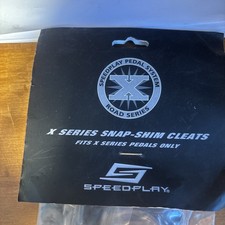 SPEEDPLAY PEDAL SYSTEM
X
ROAD SERIES
X SERIES SNAP-SHIM CLEATS
FITS X SERIES PEDALS ONLY
SPEEDPLAY®